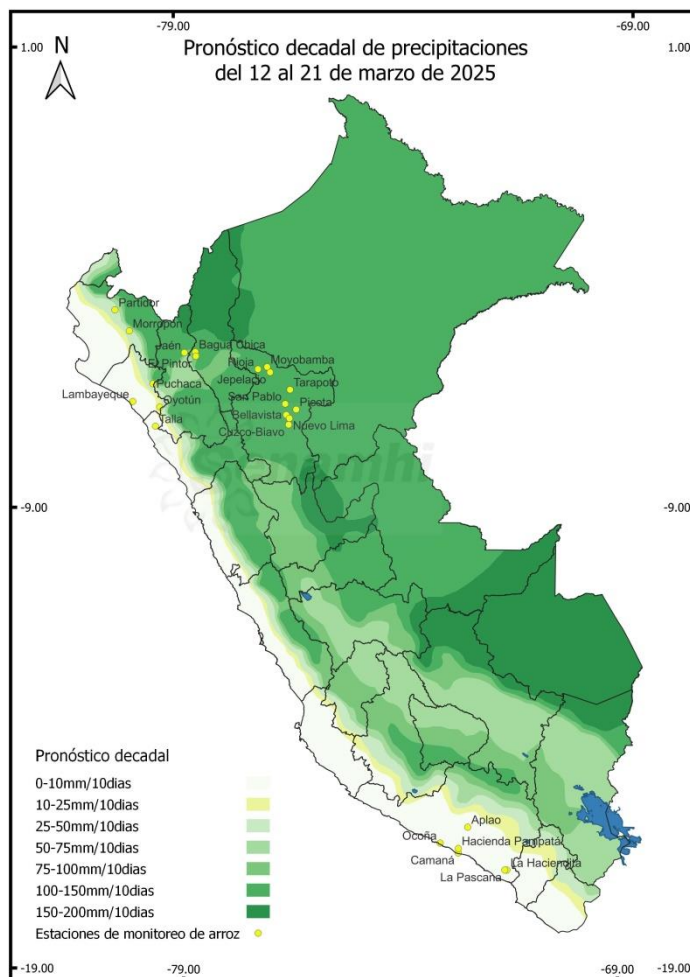 -79.00
-69.00
1.00
1.00
N
Pronóstico decadal de precipitaciones
del 12 al 21 de marzo de 2025
Partidor
Morropón
Jaén
Bagua Chica
El Pintor
Rioja
Moyobamba
Jepelacio
Puchaca
Tarapoto
Lambayeque
Oyotún
San Pablo
Picota
Talla
Bellavista
Cuzco-Biavo
Nuevo Lima
Senamhi
-9.00
-9.00
Pronóstico decadal
0-10mm/10dias
10-25mm/10dias
25-50mm/10dias
50-75mm/10dias
75-100mm/10dias
100-150mm/10dias
150-200mm/10dias
Estaciones de monitoreo de arroz
Aplao
Ocoña
Hacienda Pampatá
Camaná
La Haciendita
La Pascana
-19.00
-19.00
-79.00
-69.00